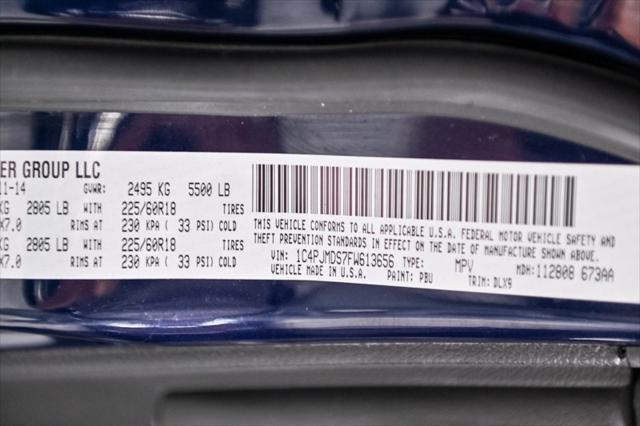 ER GROUP LLC
1-14 GVWR: 2495 KG 5500 LB
KG 2805 LB WITH 225/60R18 TIRES
X7.0 RIMS AT 230 KPA ( 33 PSI) COLD
KG 2805 LB WITH 225/60R18 TIRES
X7.0 RIMS AT 230 KPA ( 33 PSI) COLD
THIS VEHICLE CONFORMS TO ALL APPLICABLE U.S.A. FEDERAL MOTOR VEHICLE SAFETY AND
THEFT PREVENTION STANDARDS IN EFFECT ON THE DATE OF MANUFACTURE SHOWN ABOVE.
VIN: 1C4PJMDS7FW613656 TYPE: MPV MDH: 112808 673AA
VEHICLE MADE IN U.S.A. PAINT: PBU TRIM: DLX9